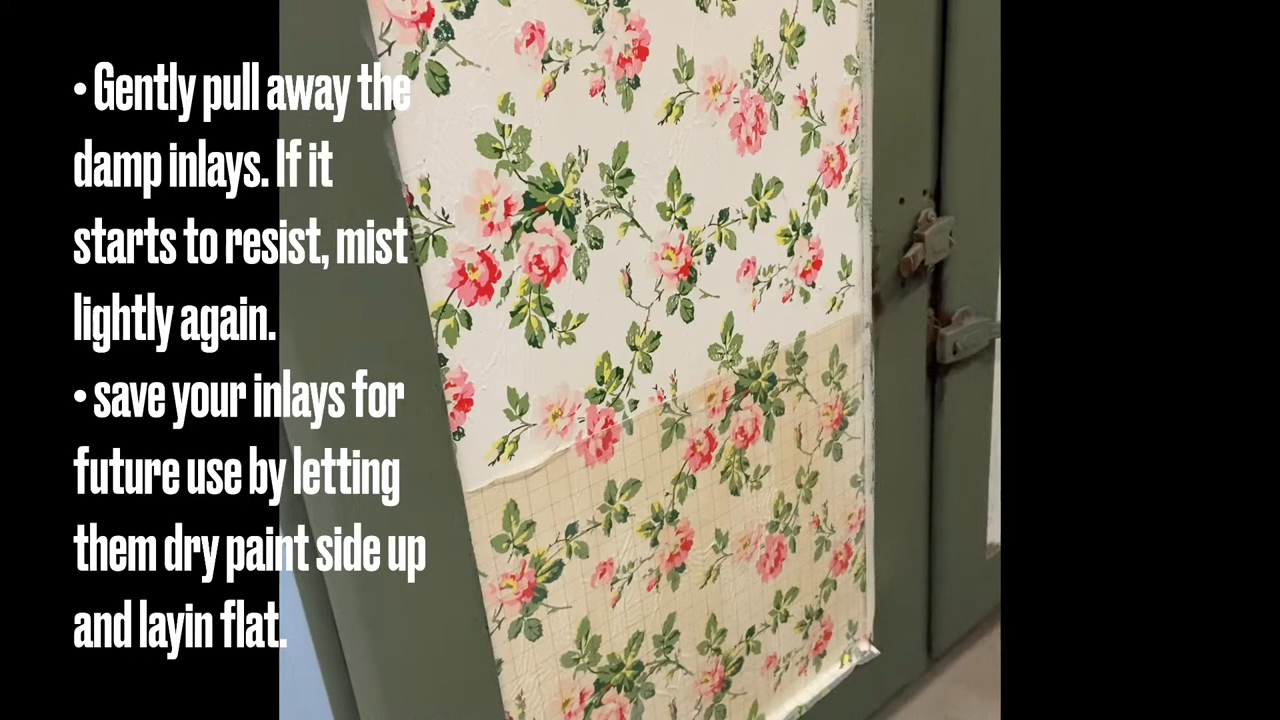 • Gently pull away the
damp inlays. If it
starts to resist, mist
lightly again.
• save your inlays for
future use by letting
them dry paint side up
and layin flat.